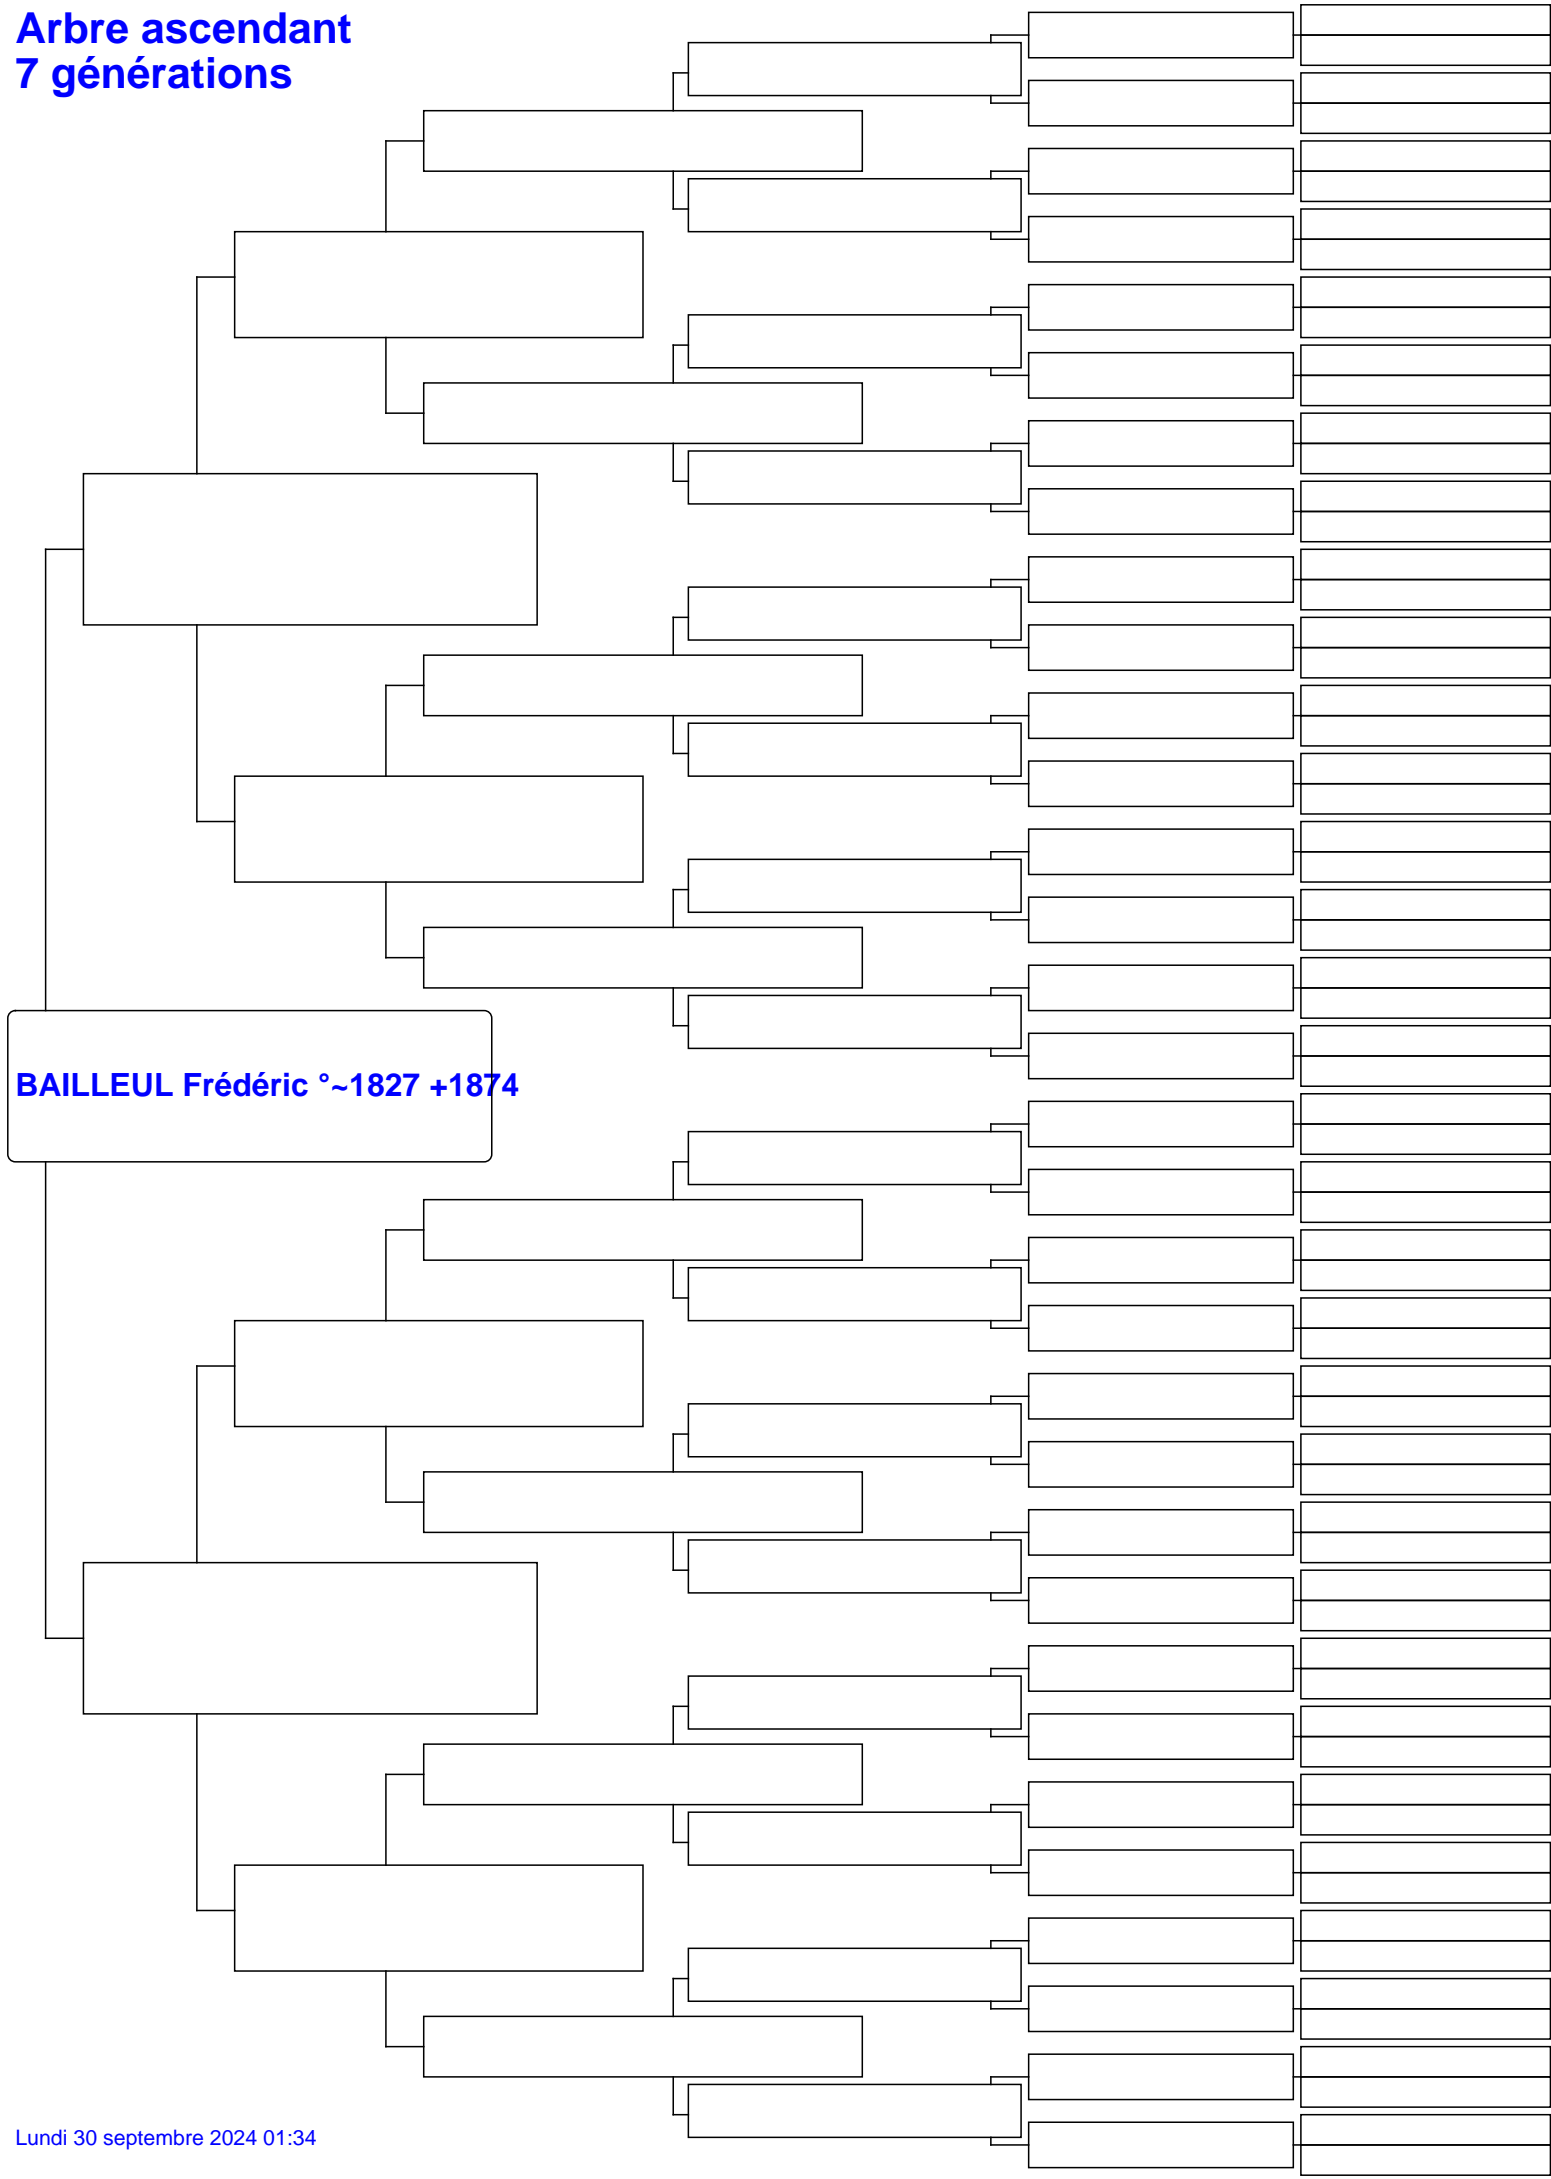 Arbre ascendant
7 générations
BAILLEUL Frédéric °~1827 +1874
Lundi 30 septembre 2024 01:34